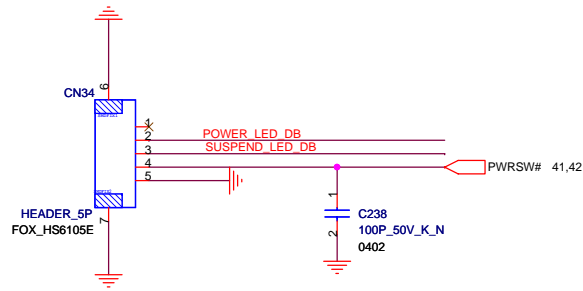 6
CN34
1
2 POWER_LED_DB
3 SUSPEND_LED_DB
4 PWRSW# 41,42
5
1
HEADER_5P
C238
FOX_HS6105E
7
100P_50V_K_N
2
0402